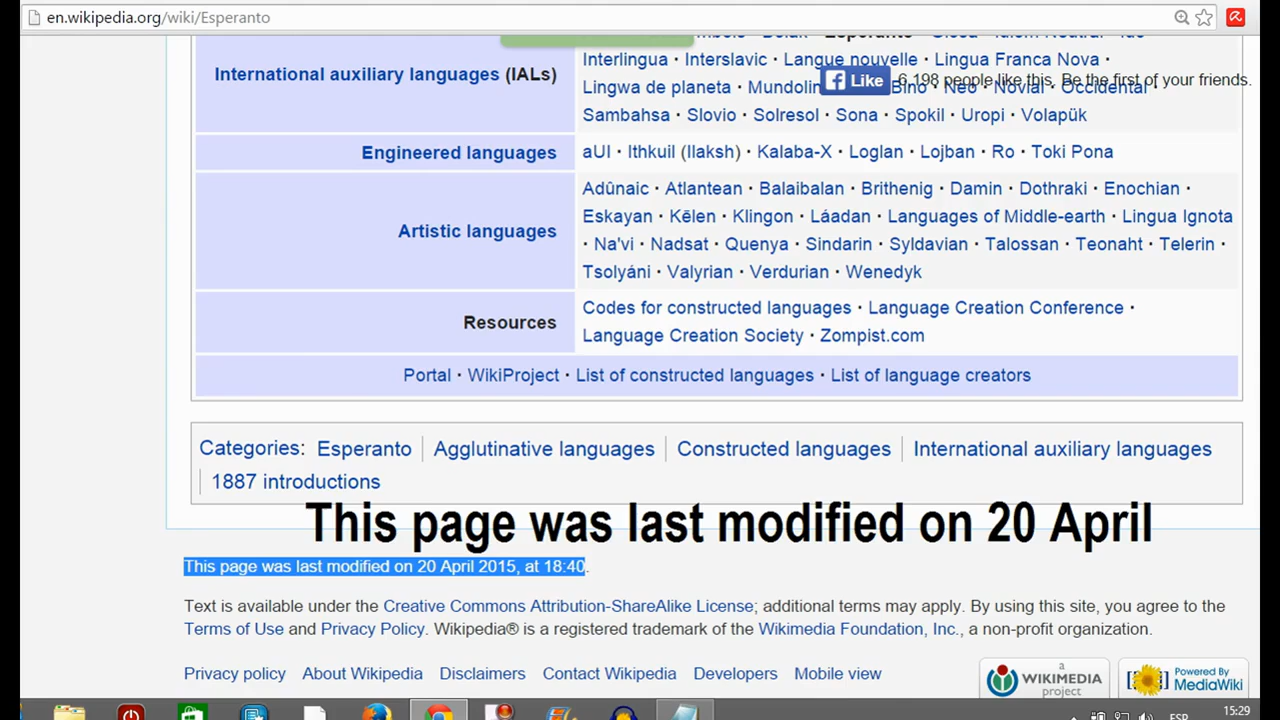 en.wikipedia.org/wiki/Esperanto
Esperanto
International auxiliary languages (IALs)
Interlingua · Interslavic · Langue nouvelle · Lingua Franca Nova ·
Lingwa de planeta · Neo · Novial · Occidental ·
Like
6,198 people like this. Be the first of your friends.
Sambahsa · Slovio · Solresol · Sona · Spokil · Uropi · Volapük
Engineered languages
aUI · Ithkuil (Ilaksh) · Kalaba-X · Loglan · Lojban · Ro · Toki Pona
Artistic languages
Adûnaic · Atlantean · Balaibalan · Brithenig · Damin · Dothraki · Enochian ·
Eskayan · Kēlen · Klingon · Láadan · Languages of Middle-earth · Lingua Ignota
· Na'vi · Nadsat · Quenya · Sindarin · Syldavian · Talossan · Teonaht · Telerin ·
Tsolyáni · Valyrian · Verdurian · Wenedyk
Resources
Codes for constructed languages · Language Creation Conference ·
Language Creation Society · Zompist.com
Portal · WikiProject · List of constructed languages · List of language creators
Categories: Esperanto | Agglutinative languages | Constructed languages | International auxiliary languages
| 1887 introductions
This page was last modified on 20 April
This page was last modified on 20 April 2015, at 18:40.
Text is available under the Creative Commons Attribution-ShareAlike License; additional terms may apply. By using this site, you agree to the
Terms of Use and Privacy Policy. Wikipedia® is a registered trademark of the Wikimedia Foundation, Inc., a non-profit organization.
Privacy policy About Wikipedia Disclaimers Contact Wikipedia Developers Mobile view
a
WIKIMEDIA
project
Powered By
MediaWiki
ESP
15:29